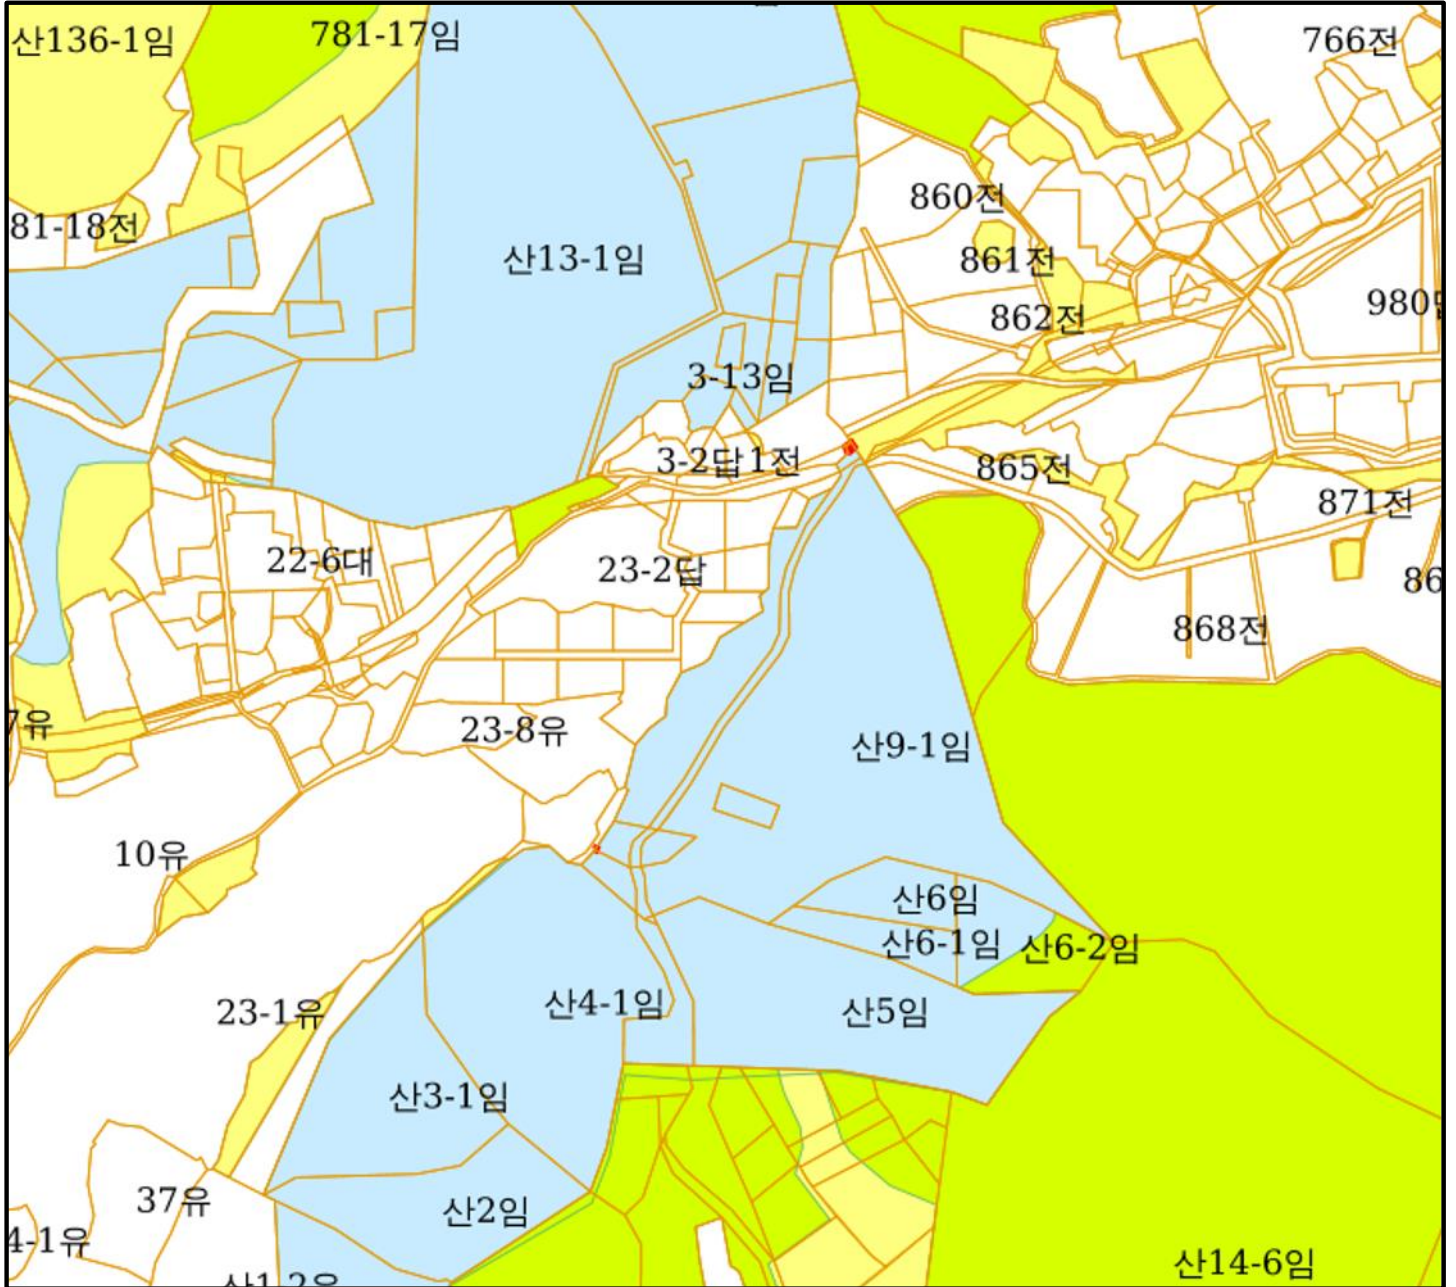 산136-1임
781-17임
766전
860전
81-18전
산13-1임
861전
980
862전
3-13임
3-2답
1전
865전
871전
22-6대
23-2답
86
868전
7유
23-8유
산9-1임
10유
산6임
산6-1임
산6-2임
산4-1임
산5임
23-1유
산3-1임
37유
산2임
4-1유
산14-6임